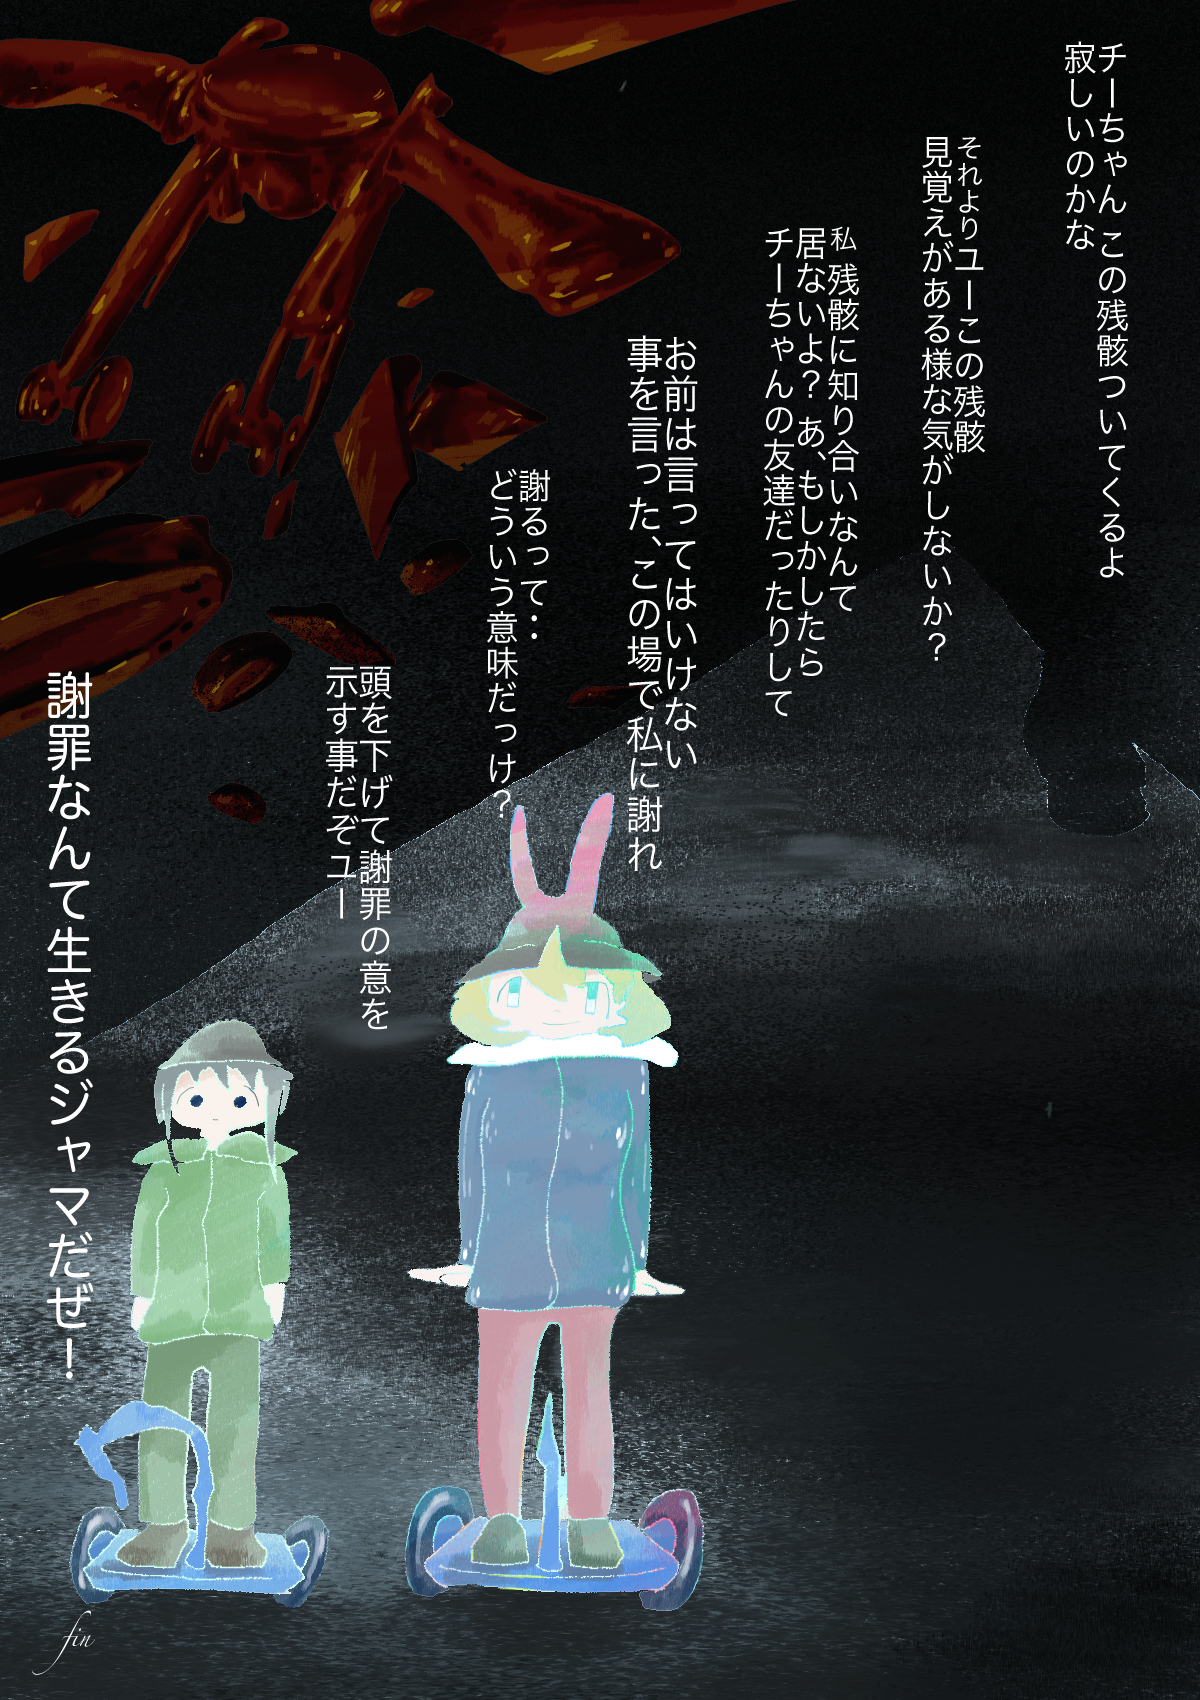 チーちゃん この残骸ついてくるよ
寂しいのかな
それよりユーこの残骸
見覚えがある様な気がしないか？
私 残骸に知り合いなんて
居ないよ？ あ、もしかしたら
チーちゃんの友達だったりして
お前は言ってはいけない
事を言った、この場で私に謝れ
謝るって：
どういう意味だっけ？
頭を下げて謝罪の意を
示す事だぞユー
謝罪なんて生きるジャマだぜ！
fin